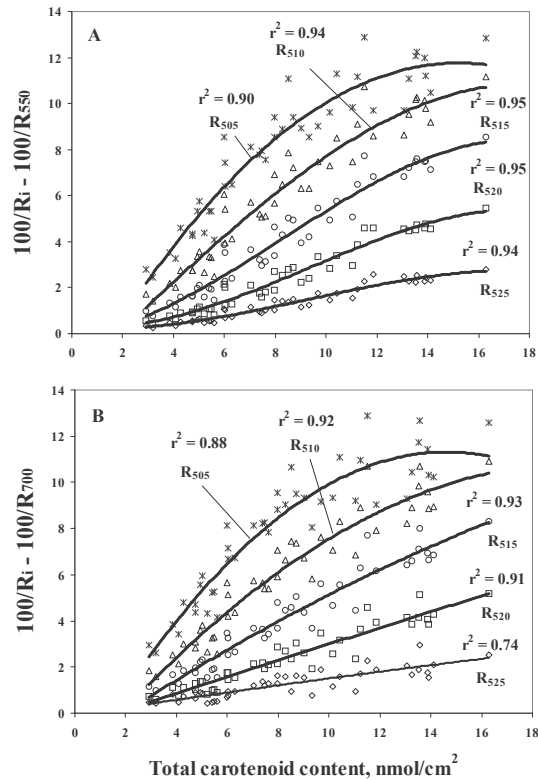 14
12
10
8
6
4
2
0
100/Ri - 100/R550
A
r2 = 0.94
R510
r2 = 0.90
R505
r2 = 0.95
R515
r2 = 0.95
R520
r2 = 0.94
R525
0 2 4 6 8 10 12 14 16 18
14
12
10
8
6
4
2
0
100/Ri - 100/R700
B
r2 = 0.92
R510
r2 = 0.88
R505
r2 = 0.93
R515
r2 = 0.91
R520
r2 = 0.74
R525
0 2 4 6 8 10 12 14 16 18
Total carotenoid content, nmol/cm2